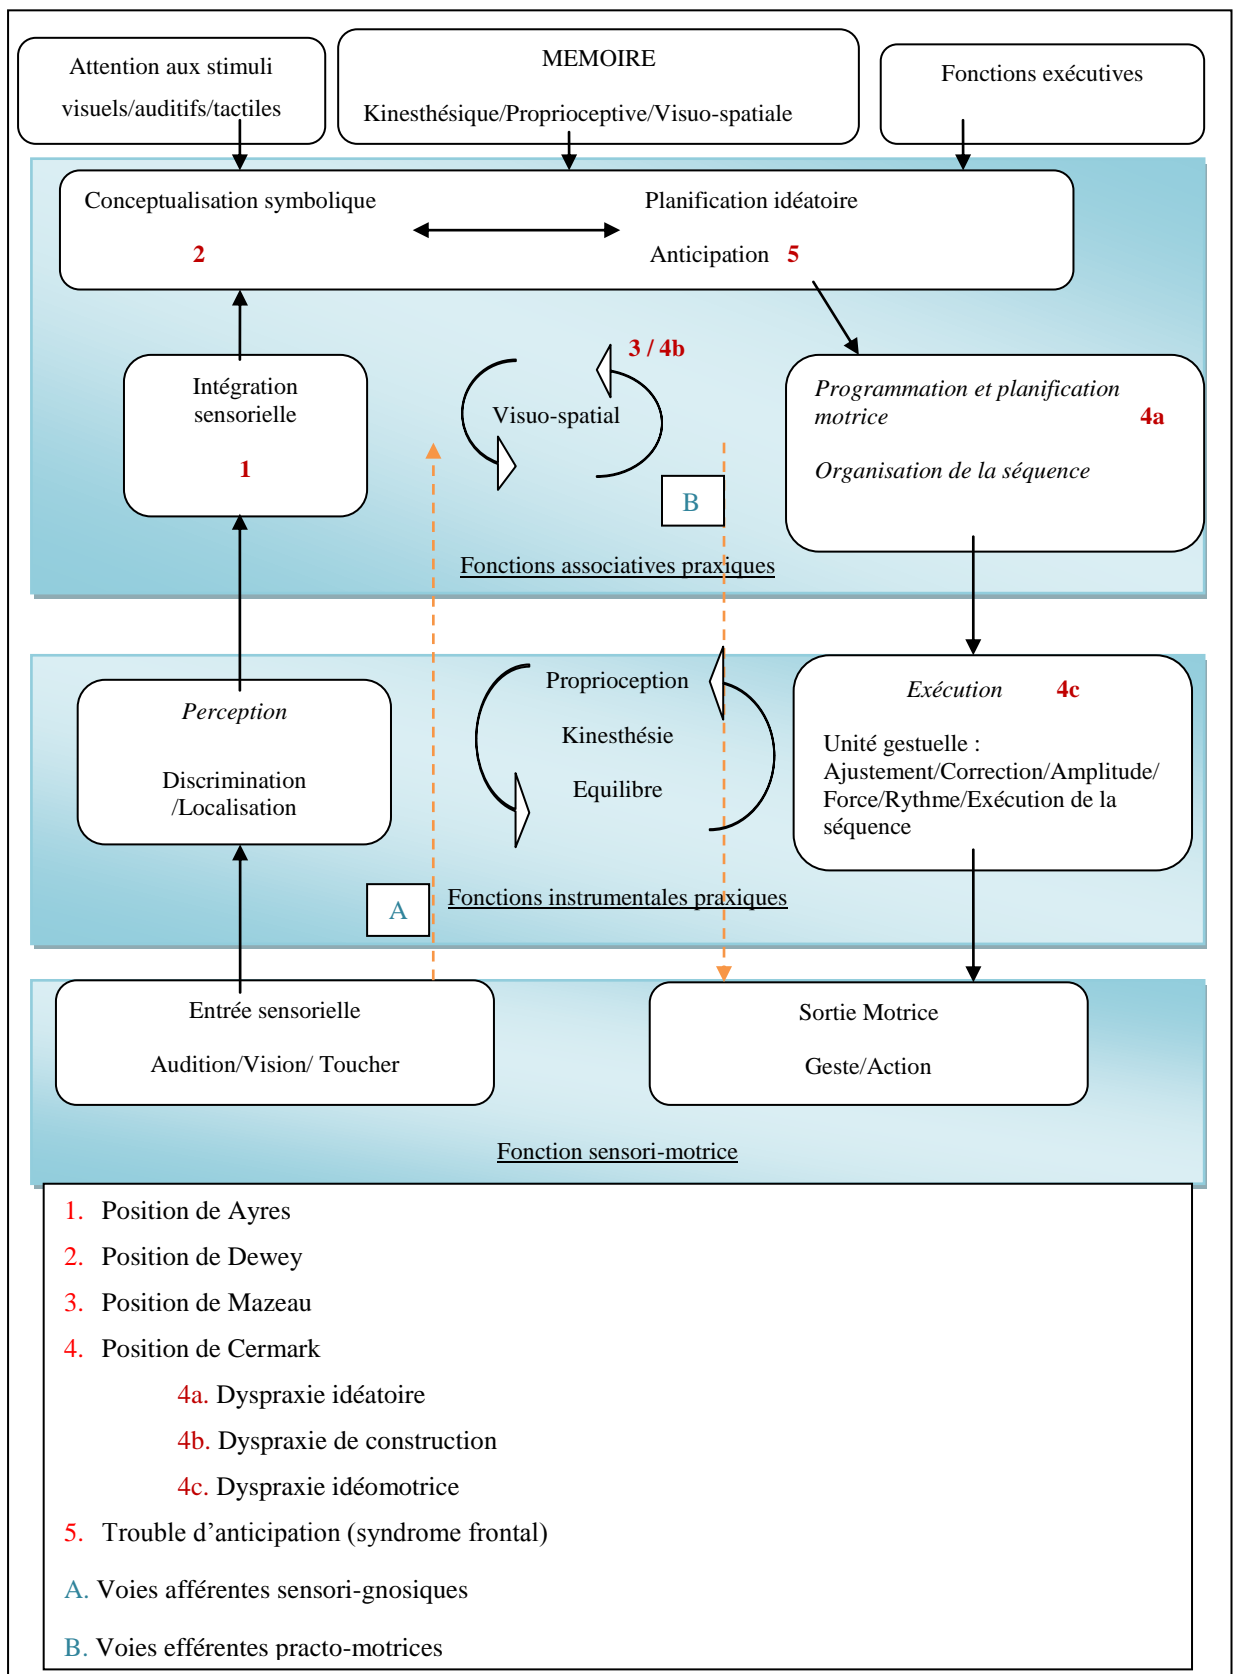 Attention aux stimuli
visuels/auditifs/tactiles
MEMOIRE
Kinesthésique/Proprioceptive/Visuo-spatiale
Fonctions exécutives
Conceptualisation symbolique
2
Planification idéatoire
Anticipation 5
Intégration
sensorielle
1
3 / 4b
Visuo-spatial
B
Programmation et planification
motrice 4a
Organisation de la séquence
Fonctions associatives praxiques
Perception
Discrimination
/Localisation
Proprioception
Kinesthésie
Equilibre
Exécution 4c
Unité gestuelle :
Ajustement/Correction/Amplitude/
Force/Rythme/Exécution de la
séquence
A
Fonctions instrumentales praxiques
Entrée sensorielle
Audition/Vision/ Toucher
Sortie Motrice
Geste/Action
Fonction sensori-motrice
1. Position de Ayres
2. Position de Dewey
3. Position de Mazeau
4. Position de Cermark
4a. Dyspraxie idéatoire
4b. Dyspraxie de construction
4c. Dyspraxie idéomotrice
5. Trouble d’anticipation (syndrome frontal)
A. Voies afférentes sensori-gnosiques
B. Voies efférentes practo-motrices